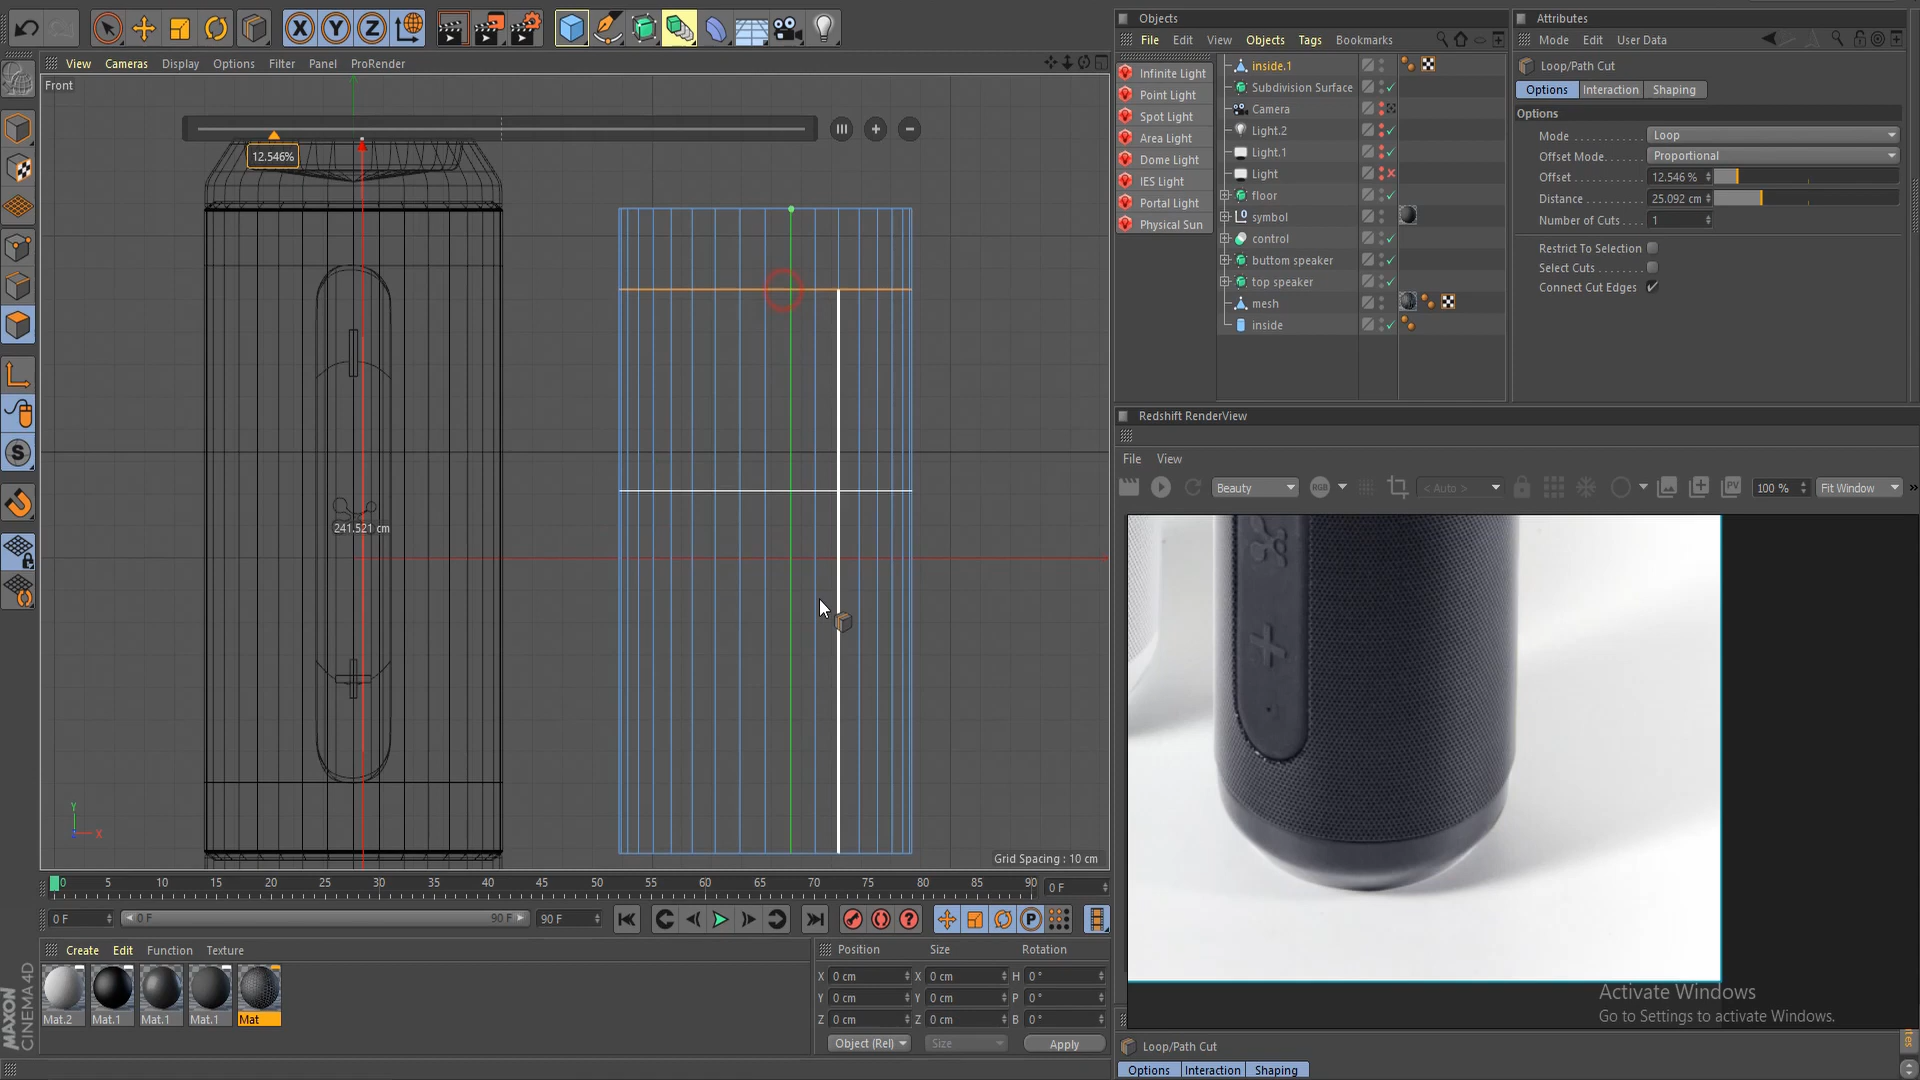 View Cameras Display Options Filter Panel ProRender
Front
12.546%
241.521 cm
Y
X
Grid Spacing : 10 cm
0 5 10 15 20 25 30 35 40 45 50 55 60 65 70 75 80 85 90
0 F
0 F 0 F 90 F 90 F
Create Edit Function Texture
Mat.2 Mat.1 Mat.1 Mat.1 Mat
MAXON
CINEMA 4D
Position Size Rotation
X 0 cm X 0 cm H 0 °
Y 0 cm Y 0 cm P 0 °
Z 0 cm Z 0 cm B 0 °
Object (Rel) Size Apply
Objects
File Edit View Objects Tags Bookmarks
Infinite Light
Point Light
Spot Light
Area Light
Dome Light
IES Light
Portal Light
Physical Sun
inside.1
Subdivision Surface
Camera
Light.2
Light.1
Light
floor
symbol
control
buttom speaker
top speaker
mesh
inside
Attributes
Mode Edit User Data
Loop/Path Cut
Options Interaction Shaping
Options
Mode Loop
Offset Mode Proportional
Offset 12.546 %
Distance 25.092 cm
Number of Cuts 1
Restrict To Selection
Select Cuts
Connect Cut Edges
Redshift RenderView
File View
Beauty RGB < Auto > PV 100 % Fit Window »
Activate Windows
Go to Settings to activate Windows.
Loop/Path Cut
Options Interaction Shaping